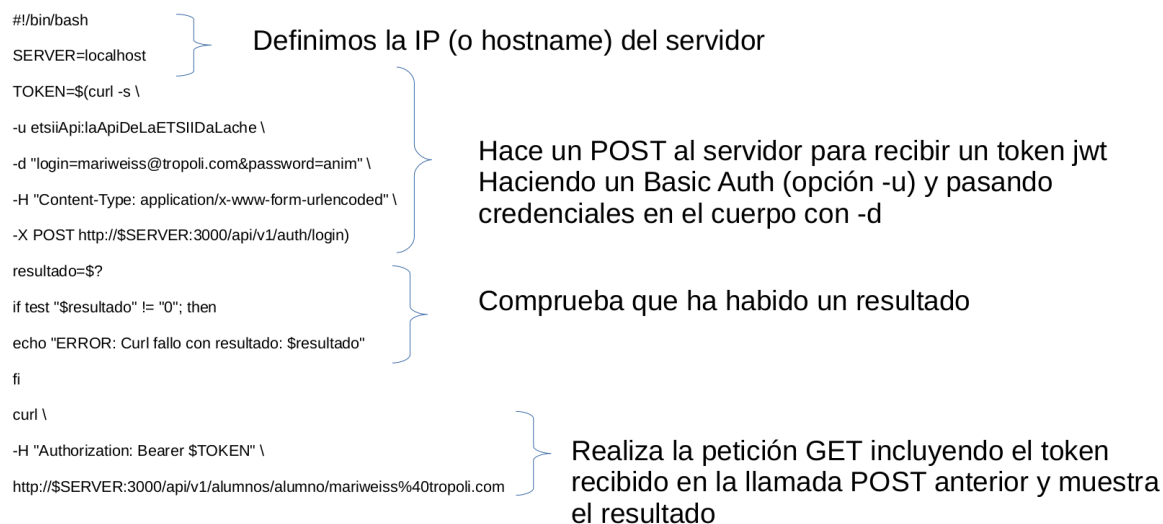 #!/bin/bash
SERVER=localhost
Definimos la IP (o hostname) del servidor
TOKEN=$(curl -s \
-u etsiiApi:laApiDeLaETSIIDaLache \
-d "login=mariweiss@tropoli.com&password=anim" \
-H "Content-Type: application/x-www-form-urlencoded" \
-X POST http://$SERVER:3000/api/v1/auth/login)
Hace un POST al servidor para recibir un token jwt
Haciendo un Basic Auth (opción -u) y pasando
credenciales en el cuerpo con -d
resultado=$?
if test "$resultado" != "0"; then
echo "ERROR: Curl fallo con resultado: $resultado"
fi
Comprueba que ha habido un resultado
curl \
-H "Authorization: Bearer $TOKEN" \
http://$SERVER:3000/api/v1/alumnos/alumno/mariweiss%40tropoli.com
Realiza la petición GET incluyendo el token
recibido en la llamada POST anterior y muestra
el resultado